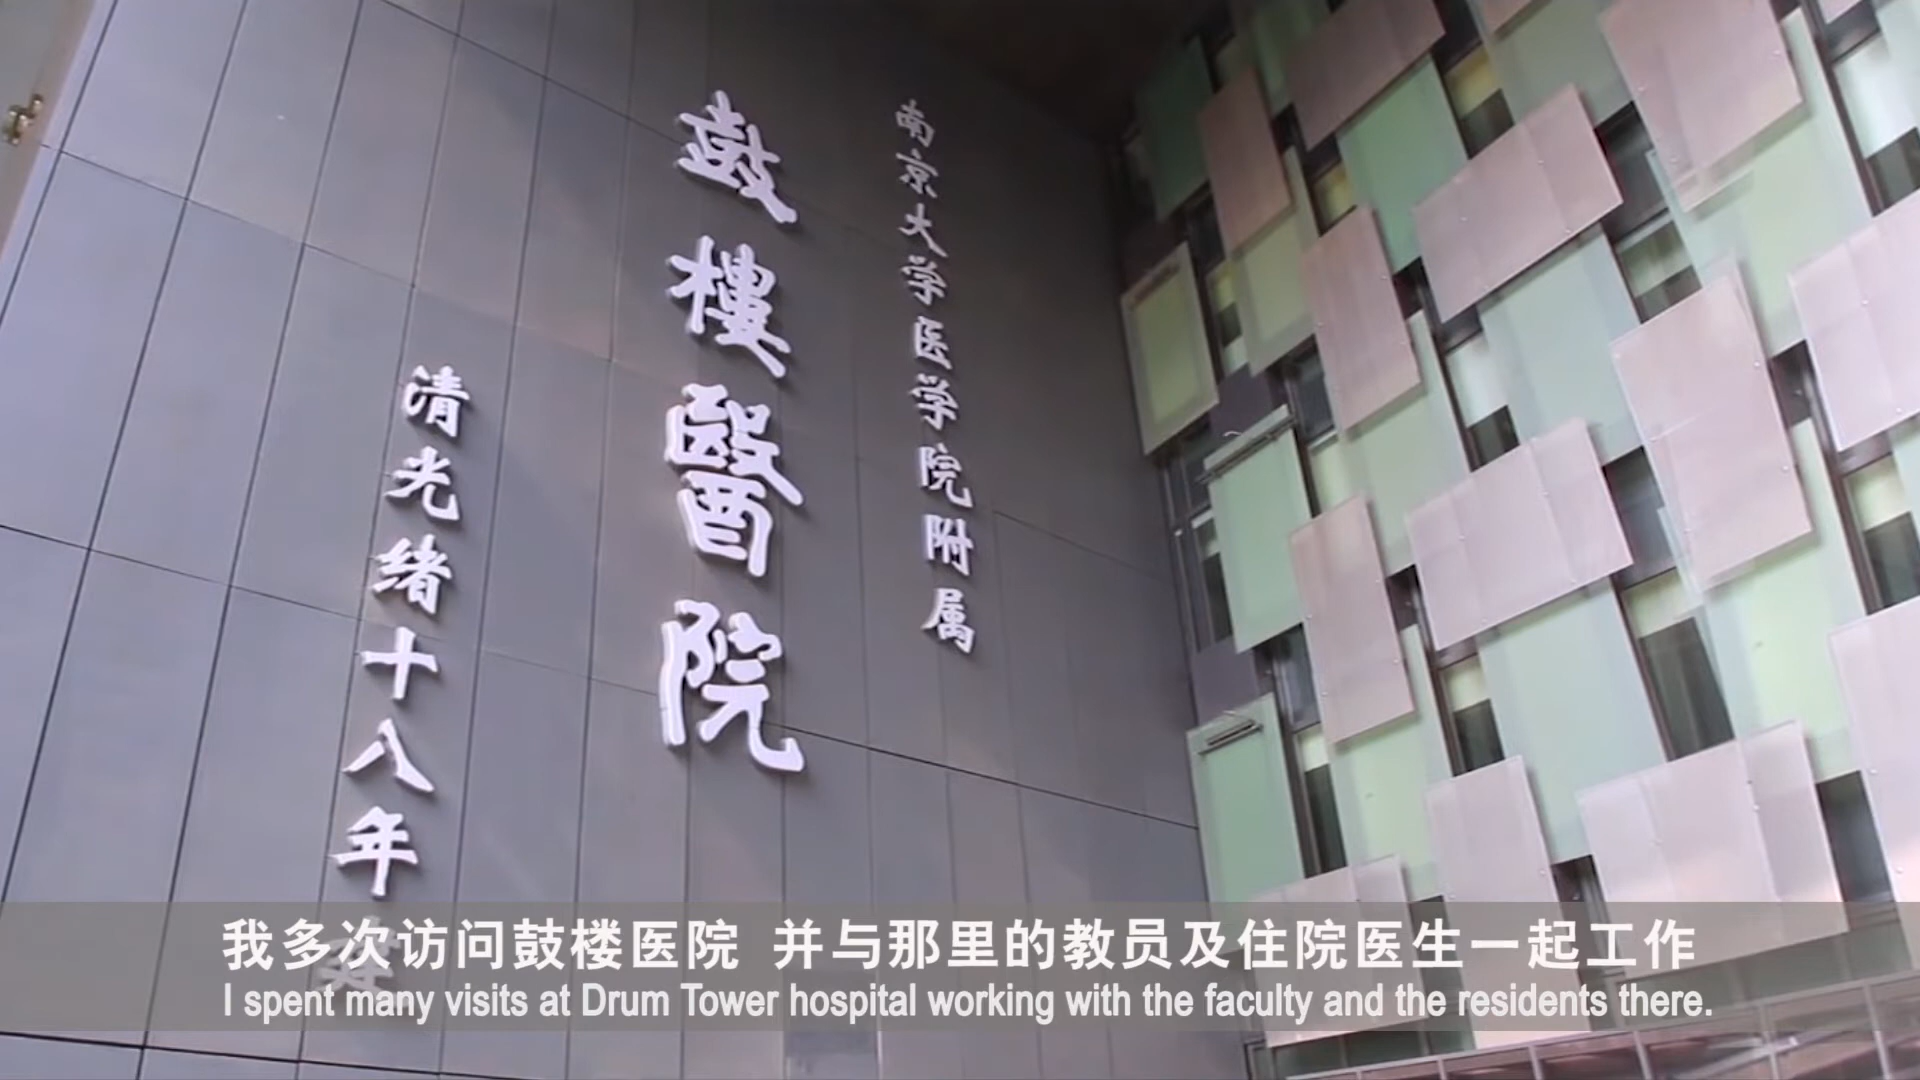 南京大学医学院附属
鼓樓醫院
清光绪十八年建
我多次访问鼓楼医院 并与那里的教员及住院医生一起工作
I spent many visits at Drum Tower hospital working with the faculty and the residents there.